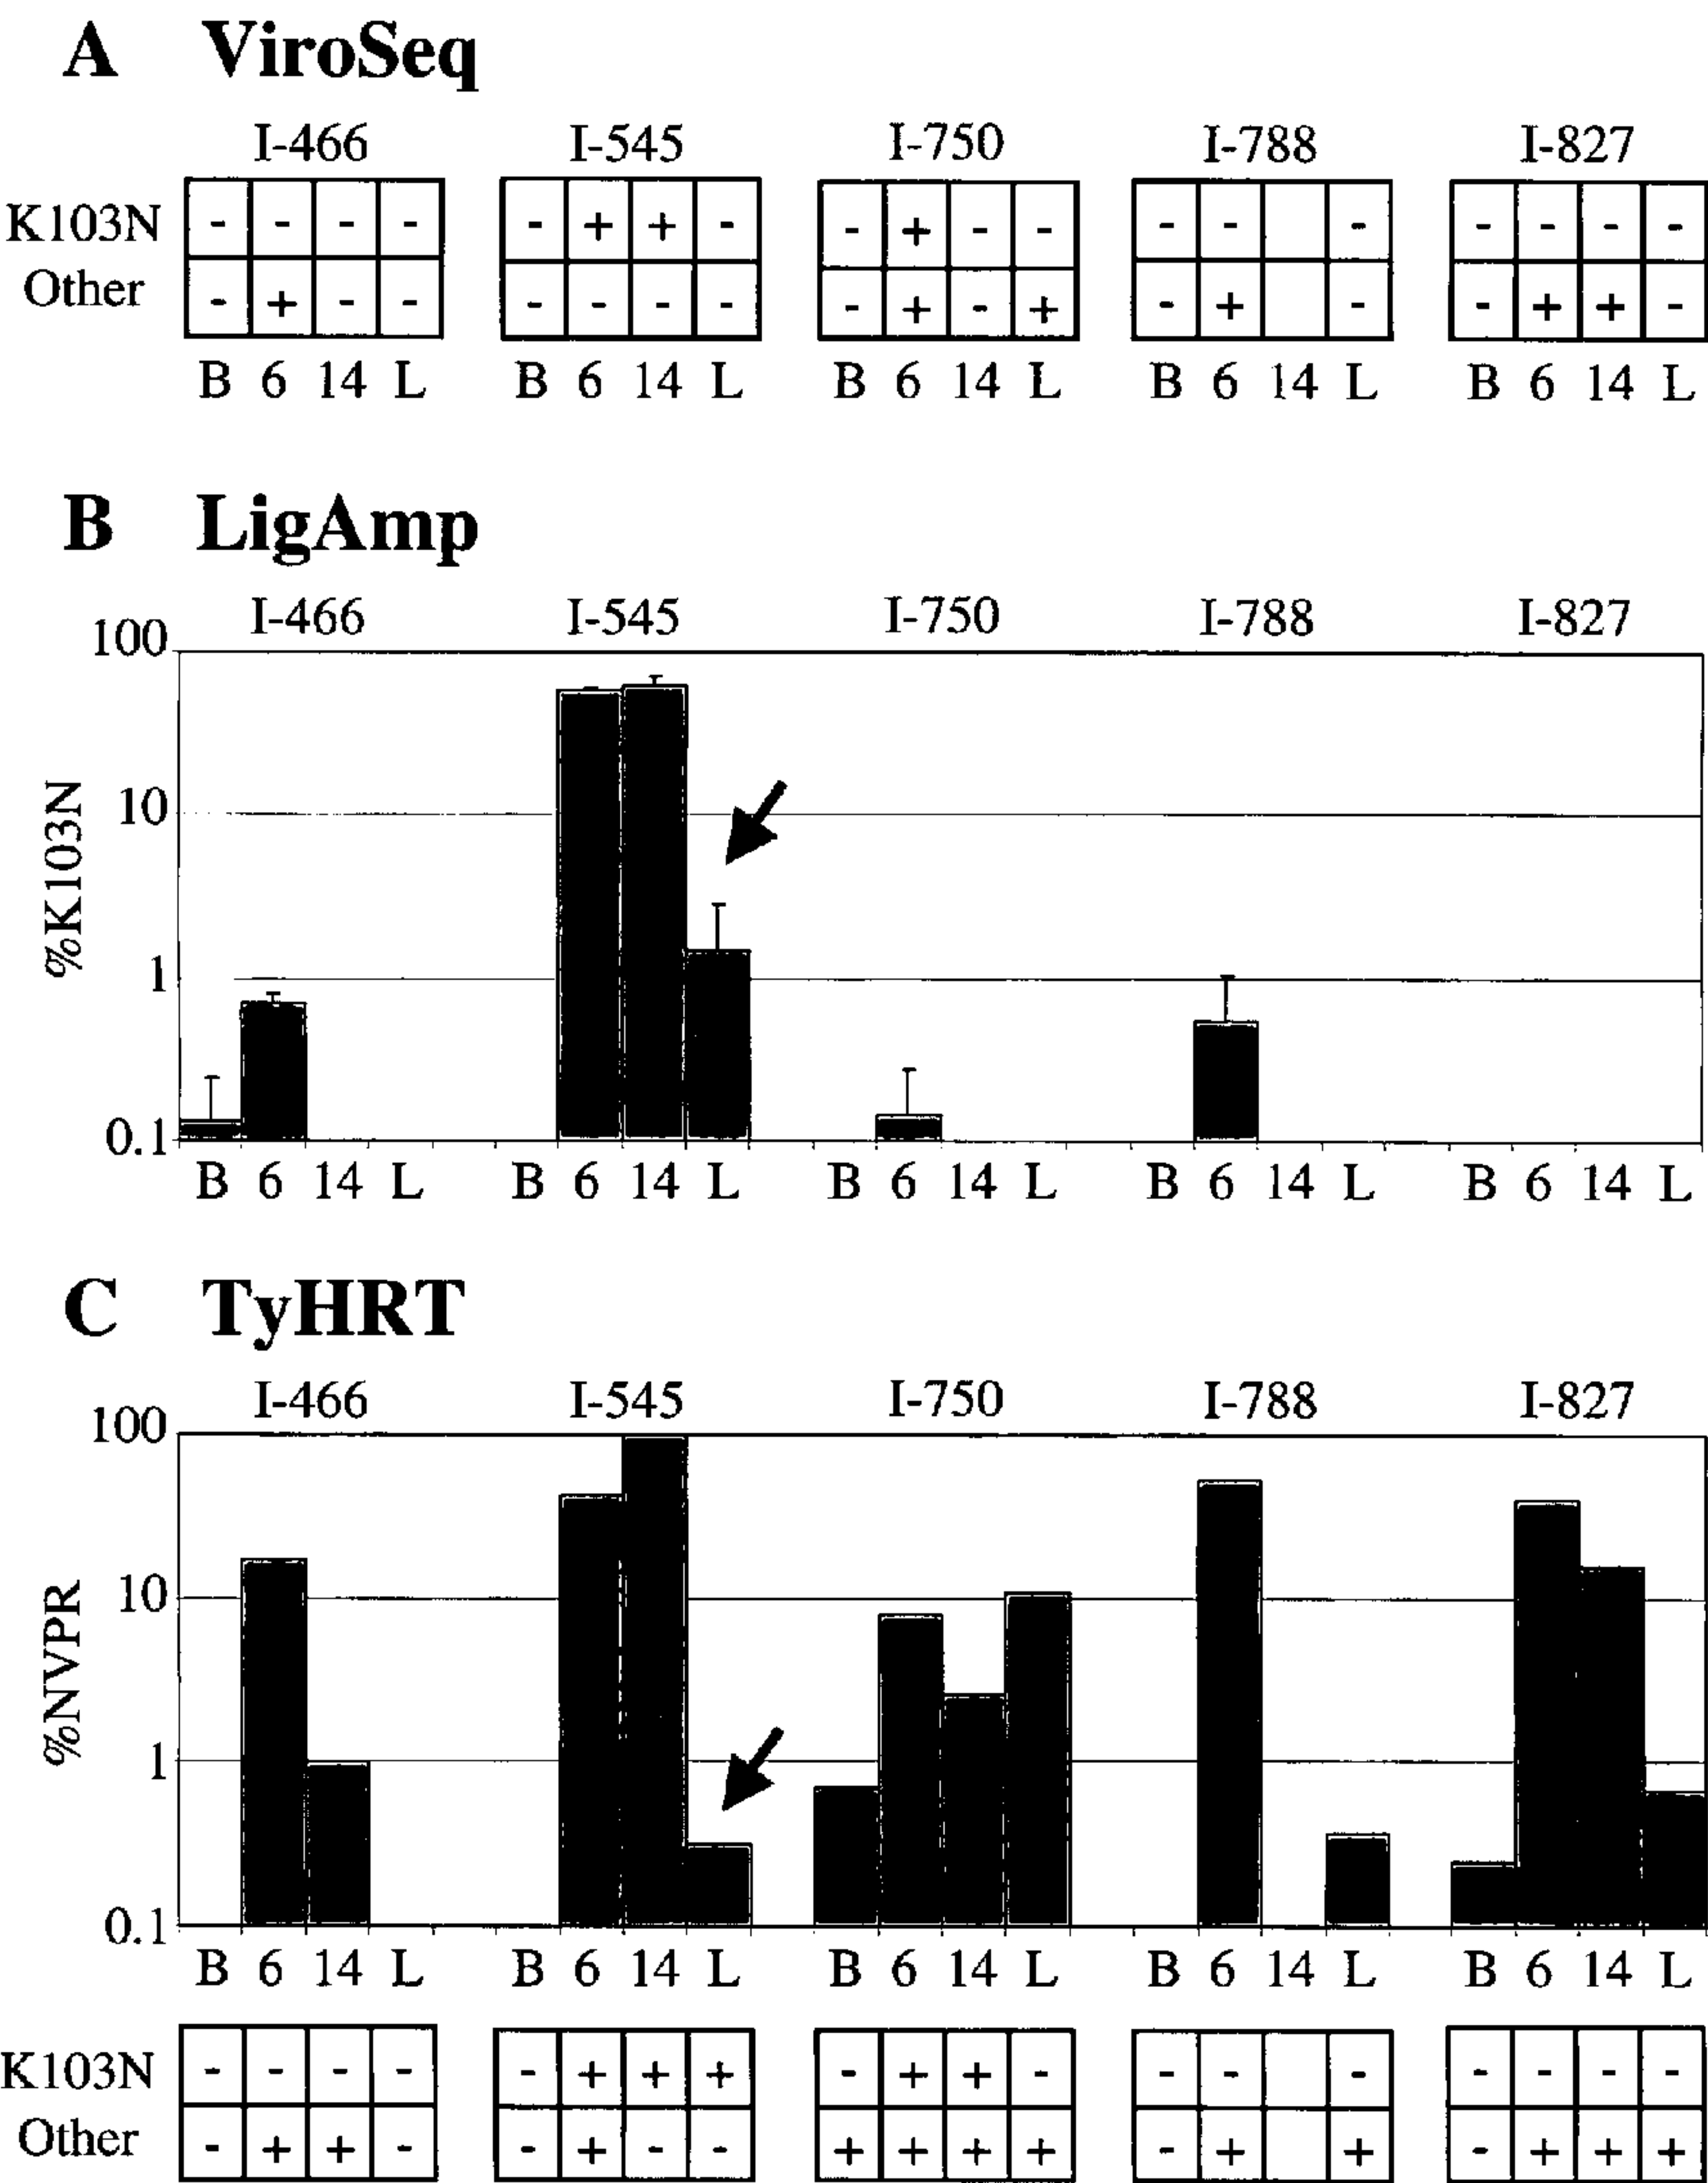 A ViroSeq
I-466 I-545 I-750 I-788 I-827
K103N - - - - - + + - - + - - - - - - - - -
Other - + - - - - - - - + - + - + - - + + -
B 6 14 L B 6 14 L B 6 14 L B 6 14 L B 6 14 L
B LigAmp
I-466 I-545 I-750 I-788 I-827
100
10
1
0.1
%K103N
B 6 14 L B 6 14 L B 6 14 L B 6 14 L B 6 14 L
C TyHRT
I-466 I-545 I-750 I-788 I-827
100
10
1
0.1
%NVPR
B 6 14 L B 6 14 L B 6 14 L B 6 14 L B 6 14 L
K103N - - - - - + + + - + + - - - - - - - -
Other - + + - - + - - + + + + - + + - + + +